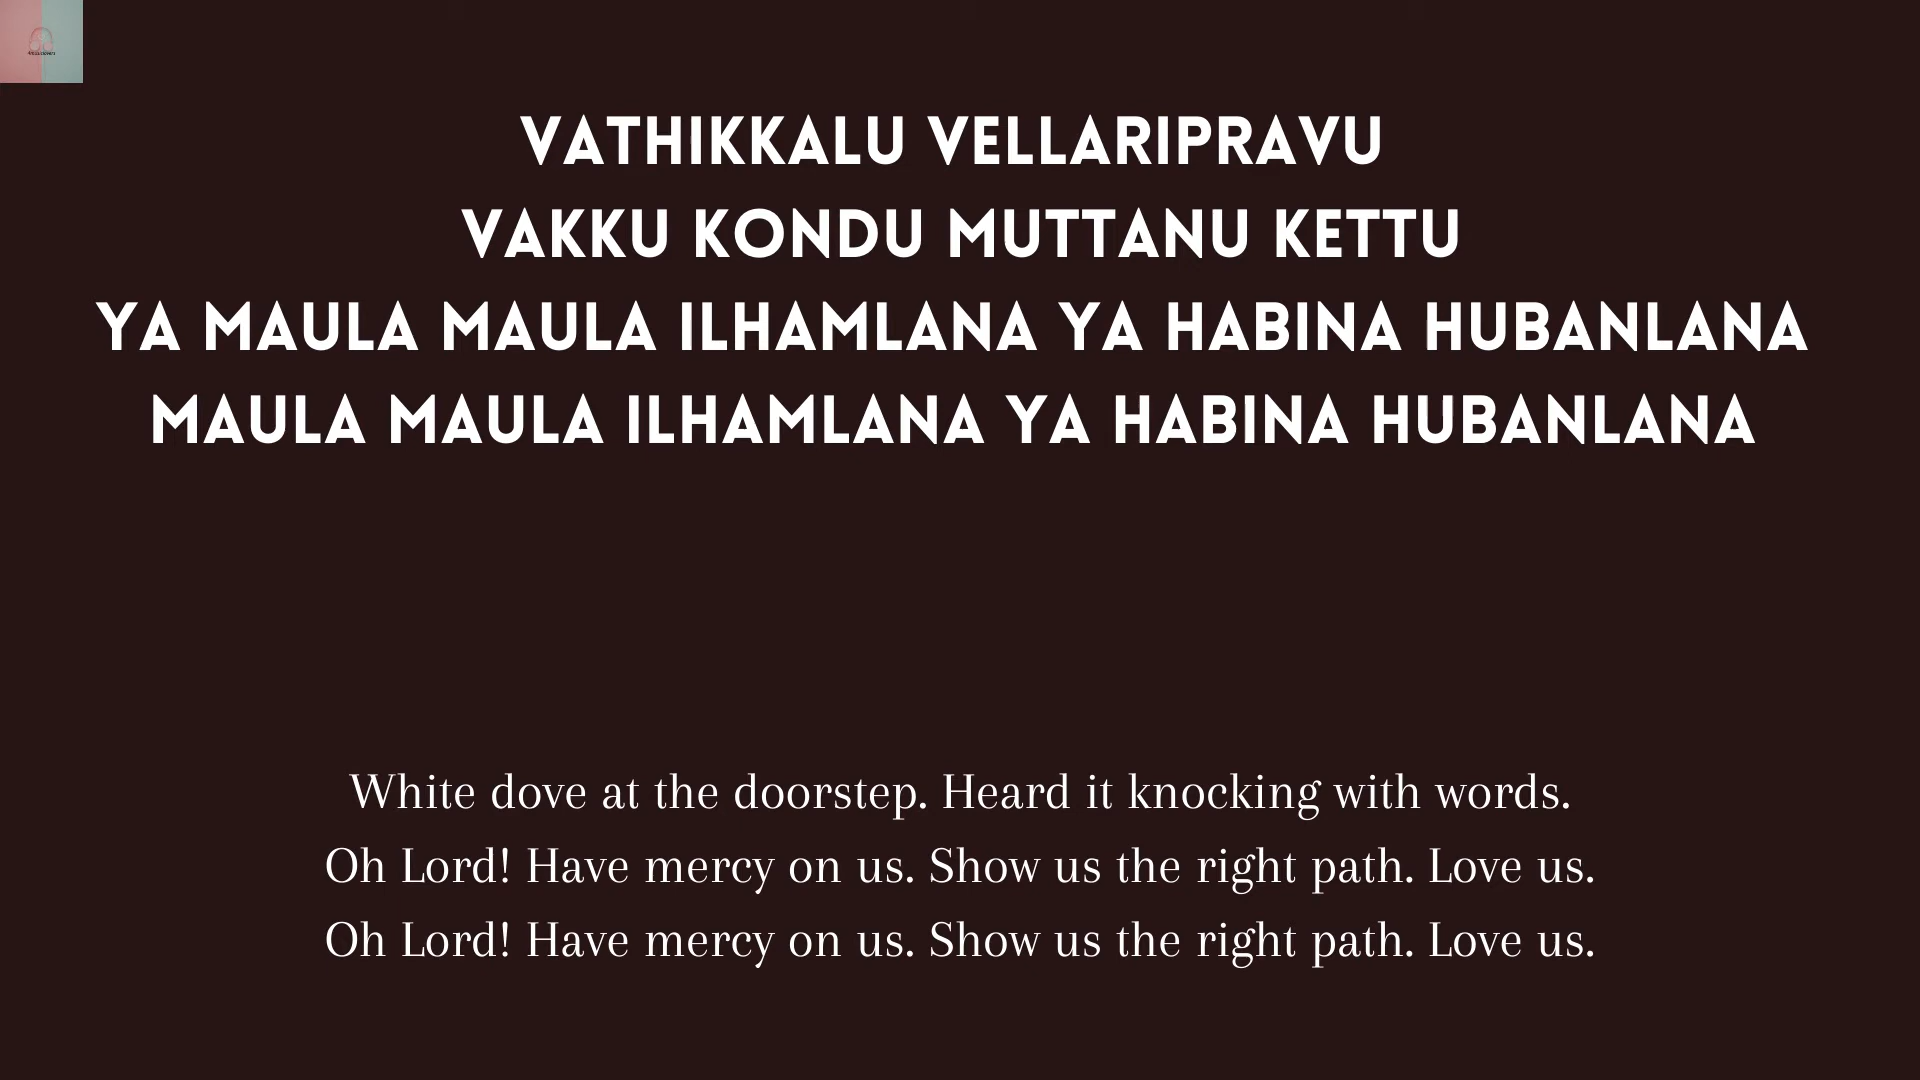 VATHIKKALU VELLARIPRAVU
VAKKU KONDU MUTTANU KETTU
YA MAULA MAULA ILHAMLANA YA HABINA HUBANLANA
MAULA MAULA ILHAMLANA YA HABINA HUBANLANA
White dove at the doorstep. Heard it knocking with words.
Oh Lord! Have mercy on us. Show us the right path. Love us.
Oh Lord! Have mercy on us. Show us the right path. Love us.